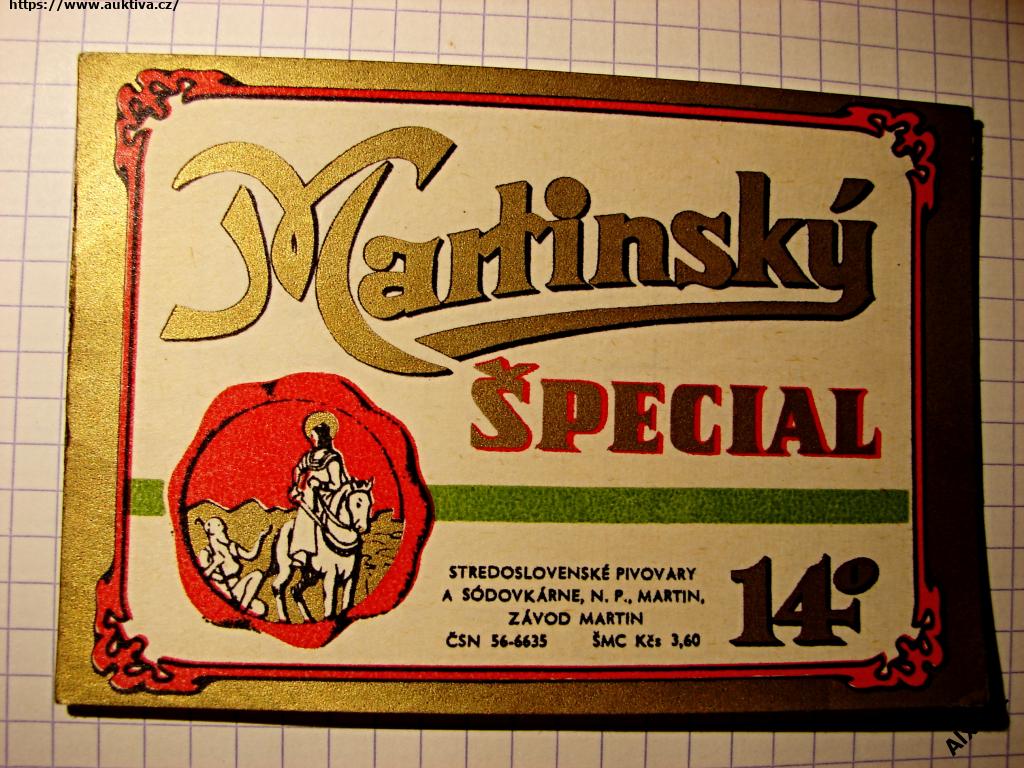 https://www.auktiva.cz/
Martinský
ŠPECIAL
STREDOSLOVENSKÉ PIVOVARY
A SÓDOVKÁRNE, N. P., MARTIN,
ZÁVOD MARTIN
ČSN 56-6635 ŠMC Kčs 3,60
14°